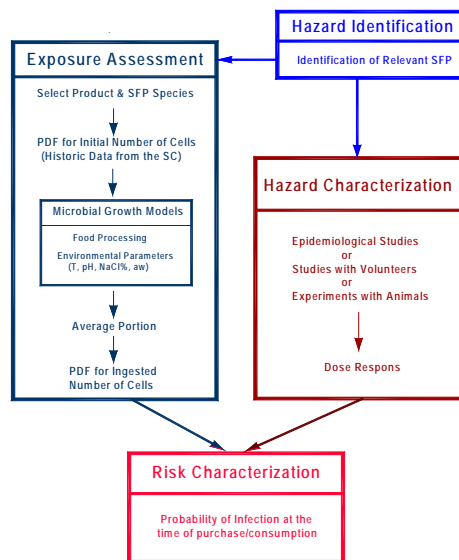 Hazard Identification
Identification of Relevant SFP
Exposure Assessment
Select Product & SFP Species
PDF for Initial Number of Cells
(Historic Data from the SC)
Microbial Growth Models
Food Processing
Environmental Parameters
(T, pH, NaCl%, aw)
Average Portion
PDF for Ingested
Number of Cells
Hazard Characterization
Epidemiological Studies
or
Studies with Volunteers
or
Experiments with Animals
Dose Respons
Risk Characterization
Probability of Infection at the
time of purchase/consumption